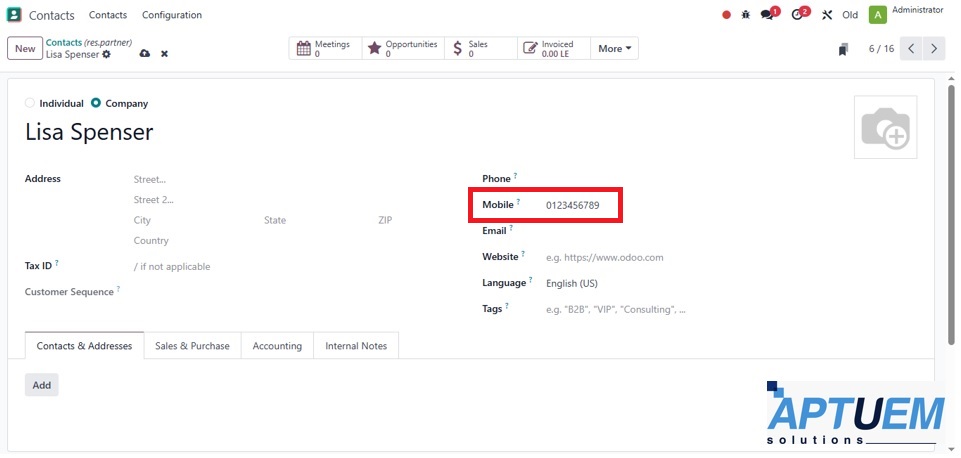 Contacts Contacts Configuration 1 2 Old A Administrator
New Contacts (res.partner) Lisa Spenser
Meetings 0 Opportunities 0 Sales 0 Invoiced 0.00 LE More 6 / 16
Individual Company
Lisa Spenser
Address Street...
Street 2...
City State ZIP
Country
Tax ID ? / if not applicable
Customer Sequence ?
Phone ?
Mobile ? 0123456789
Email ?
Website ? e.g. https://www.odoo.com
Language ? English (US)
Tags ? e.g. "B2B", "VIP", "Consulting", ...
Contacts & Addresses Sales & Purchase Accounting Internal Notes
Add
APTUEM
solutions